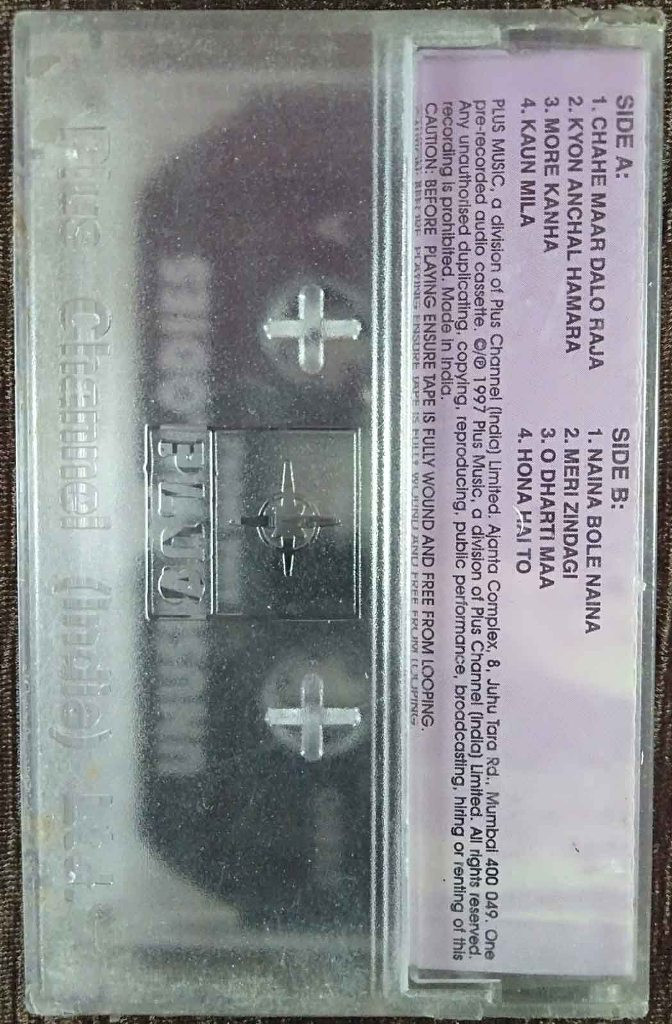 SIDE A:
1. CHAHE MAAR DALO RAJA
2. KYON ANCHAL HAMARA
3. MORE KANHA
4. KAUN MILA
SIDE B:
1. NAINA BOLE NAINA
2. MERI ZINDAGI
3. O DHARTI MAA
4. HONA HAI TO
PLUS MUSIC, a division of Plus Channel (India) Limited. Ajanta Complex, 8, Juhu Tara Rd., Mumbai 400 049. One
pre-recorded audio cassette. ©/℗ 1997 Plus Music, a division of Plus Channel (India) Limited. All rights reserved.
Any unauthorised duplicating, copying, reproducing, public performance, broadcasting, hiring or renting of this
recording is prohibited. Made in India.
CAUTION: BEFORE PLAYING ENSURE TAPE IS FULLY WOUND AND FREE FROM LOOPING.
PLUS
Plus Channel (India) Ltd.